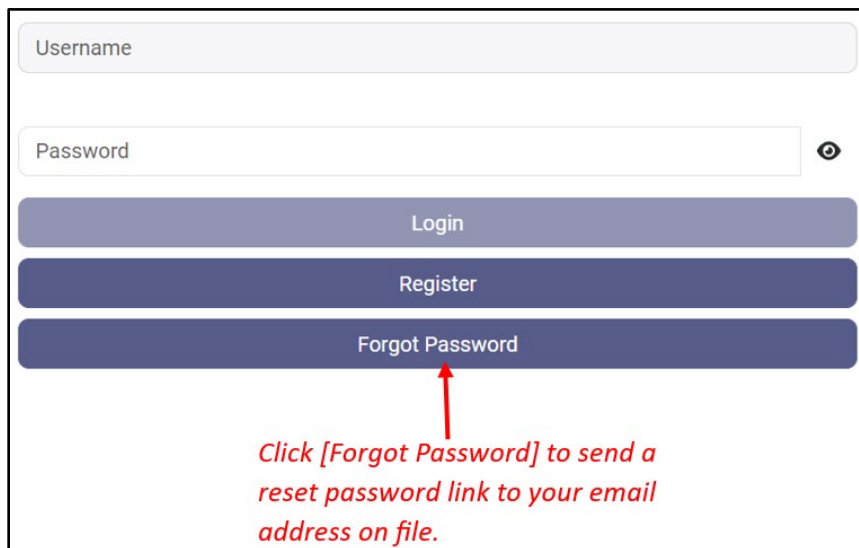 Username
Password
Login
Register
Forgot Password
Click [Forgot Password] to send a
reset password link to your email
address on file.